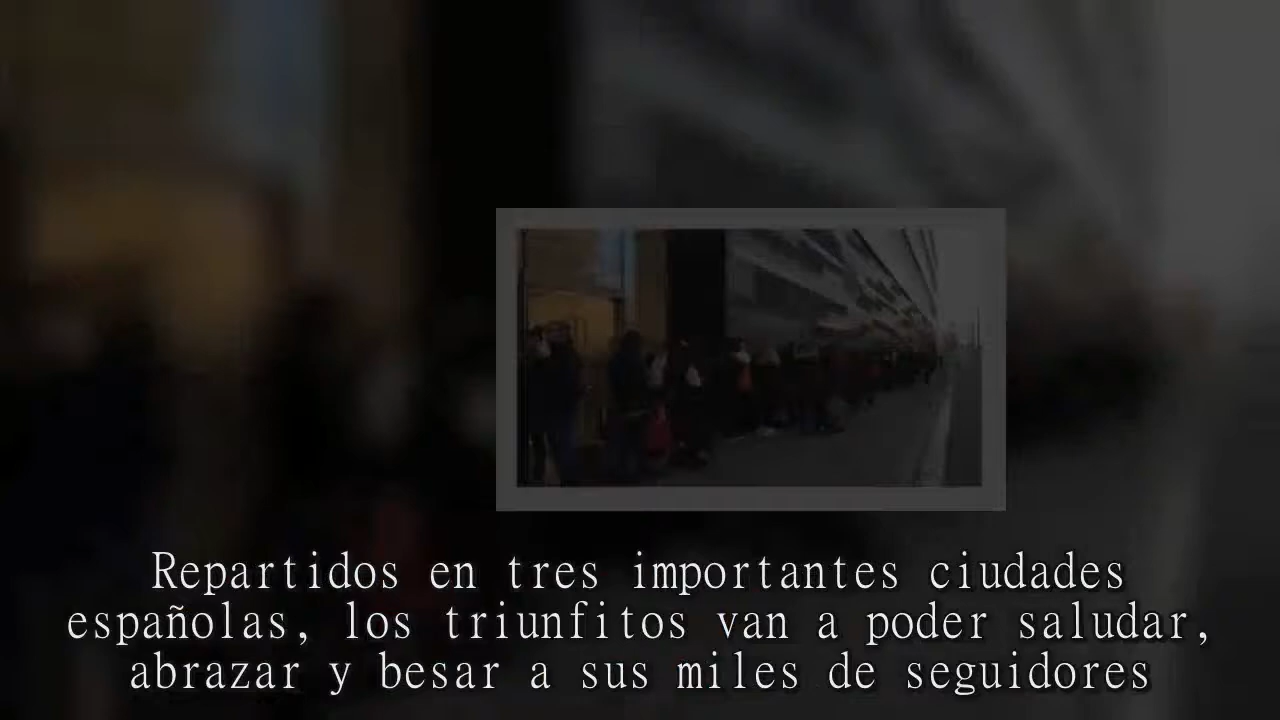 Repartidos en tres importantes ciudades
españolas, los triunfitos van a poder saludar,
abrazar y besar a sus miles de seguidores